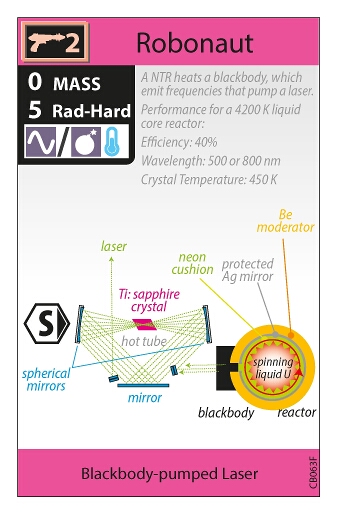 2
Robonaut
0 MASS
5 Rad-Hard
A NTR heats a blackbody, which
emit frequencies that pump a laser.
Performance for a 4200 K liquid
core reactor:
Efficiency: 40%
Wavelength: 500 or 800 nm
Crystal Temperature: 450 K
Be
moderator
laser
neon
cushion
protected
Ag mirror
Ti: sapphire
crystal
S
hot tube
spinning
liquid U
spherical
mirrors
mirror
blackbody
reactor
Blackbody-pumped Laser
CB063F